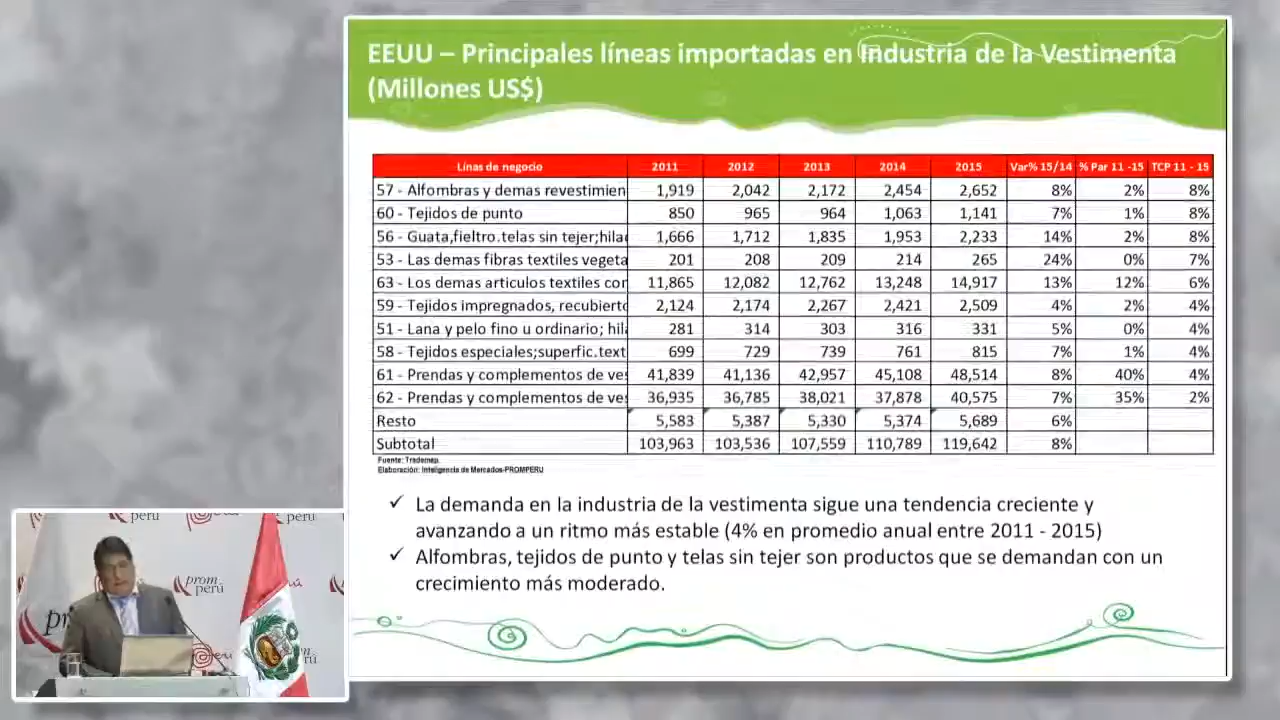 EEUU – Principales líneas importadas en Industria de la Vestimenta
(Millones US$)
Línas de negocio 2011 2012 2013 2014 2015 Var% 15/14 % Par 11 -15 TCP 11 - 15
57 - Alfombras y demas revestimien 1,919 2,042 2,172 2,454 2,652 8% 2% 8%
60 - Tejidos de punto 850 965 964 1,063 1,141 7% 1% 8%
56 - Guata,fieltro.telas sin tejer;hila 1,666 1,712 1,835 1,953 2,233 14% 2% 8%
53 - Las demas fibras textiles vegeta 201 208 209 214 265 24% 0% 7%
63 - Los demas articulos textiles con 11,865 12,082 12,762 13,248 14,917 13% 12% 6%
59 - Tejidos impregnados, recubierto 2,124 2,174 2,267 2,421 2,509 4% 2% 4%
51 - Lana y pelo fino u ordinario; hila 281 314 303 316 331 5% 0% 4%
58 - Tejidos especiales;superfic.text 699 729 739 761 815 7% 1% 4%
61 - Prendas y complementos de ves 41,839 41,136 42,957 45,108 48,514 8% 40% 4%
62 - Prendas y complementos de ves 36,935 36,785 38,021 37,878 40,575 7% 35% 2%
Resto 5,583 5,387 5,330 5,374 5,689 6%
Subtotal 103,963 103,536 107,559 110,789 119,642 8%
Fuente: Trademap.
Elaboración: Inteligencia de Mercados-PROMPERU
✓ La demanda en la industria de la vestimenta sigue una tendencia creciente y
avanzando a un ritmo más estable (4% en promedio anual entre 2011 - 2015)
✓ Alfombras, tejidos de punto y telas sin tejer son productos que se demandan con un
crecimiento más moderado.
perú
perú
prom
perú